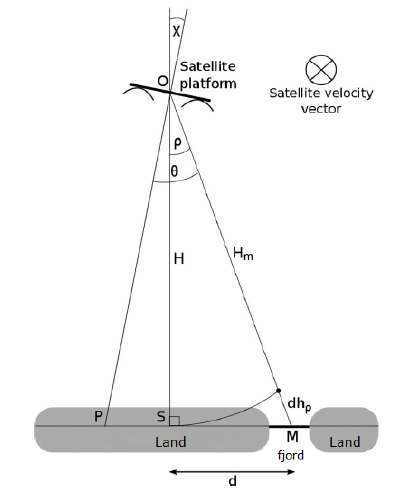 χ
O
Satellite
platform
Satellite velocity
vector
ρ
θ
H
Hₘ
dhᵨ
P
S
M
Land
fjord
Land
d